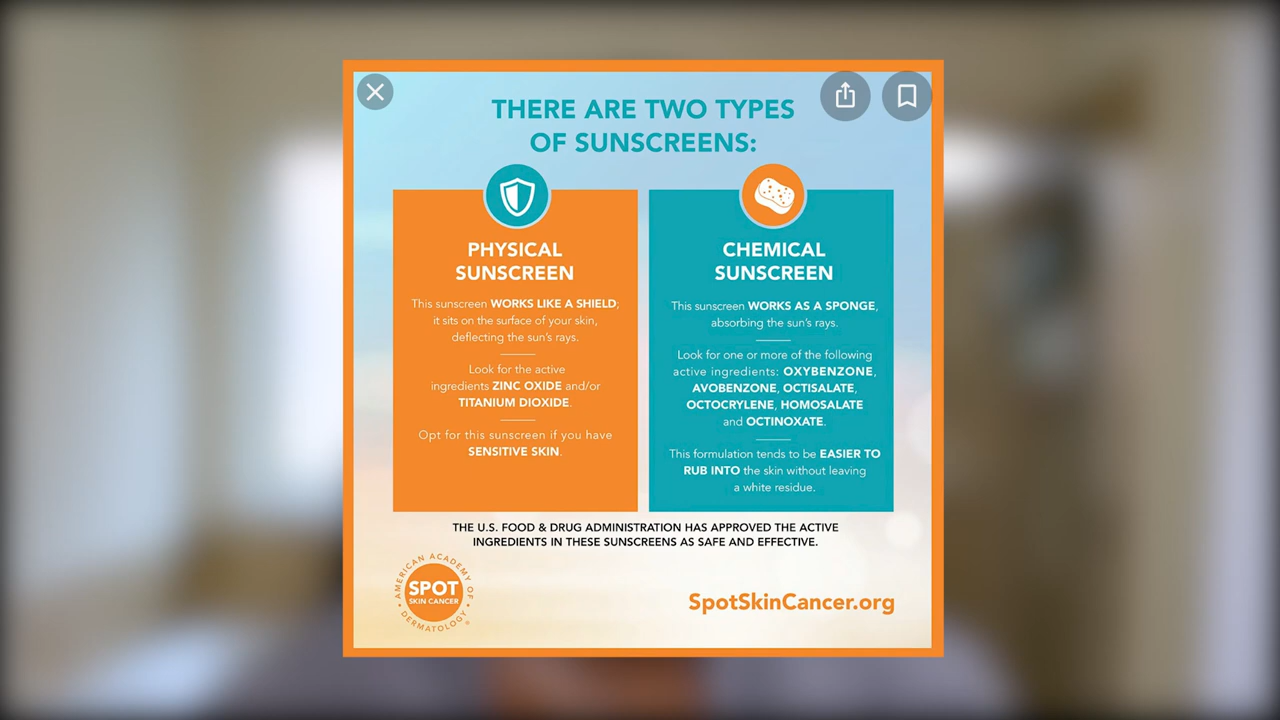 THERE ARE TWO TYPES
OF SUNSCREENS:
PHYSICAL
SUNSCREEN
This sunscreen WORKS LIKE A SHIELD;
it sits on the surface of your skin,
deflecting the sun's rays.
Look for the active
ingredients ZINC OXIDE and/or
TITANIUM DIOXIDE.
Opt for this sunscreen if you have
SENSITIVE SKIN.
CHEMICAL
SUNSCREEN
This sunscreen WORKS AS A SPONGE,
absorbing the sun's rays.
Look for one or more of the following
active ingredients: OXYBENZONE,
AVOBENZONE, OCTISALATE,
OCTOCRYLENE, HOMOSALATE
and OCTINOXATE.
This formulation tends to be EASIER TO
RUB INTO the skin without leaving
a white residue.
THE U.S. FOOD & DRUG ADMINISTRATION HAS APPROVED THE ACTIVE
INGREDIENTS IN THESE SUNSCREENS AS SAFE AND EFFECTIVE.
AMERICAN ACADEMY OF
SPOT
SKIN CANCER
DERMATOLOGY
®
SpotSkinCancer.org